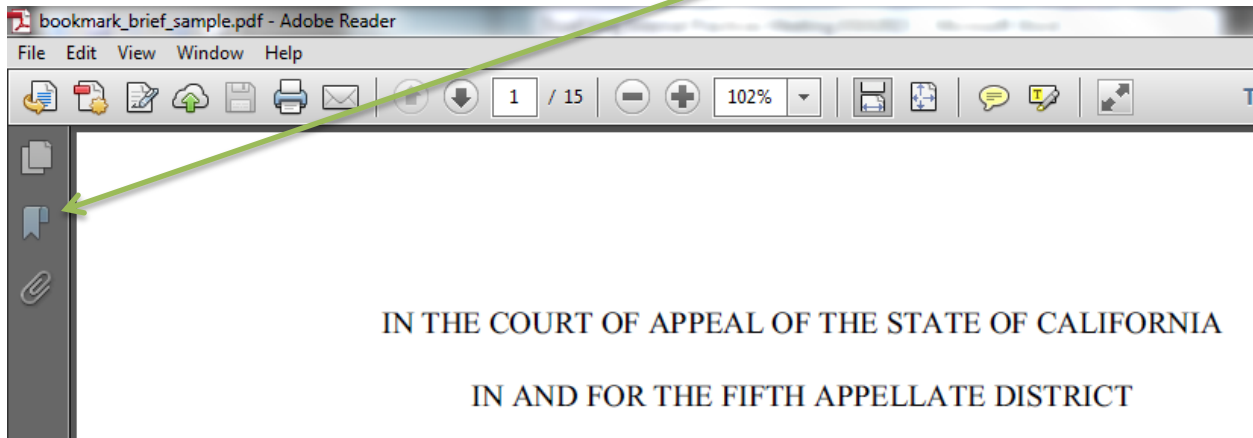 bookmark_brief_sample.pdf - Adobe Reader
File Edit View Window Help
1 / 15 102% T
IN THE COURT OF APPEAL OF THE STATE OF CALIFORNIA
IN AND FOR THE FIFTH APPELLATE DISTRICT